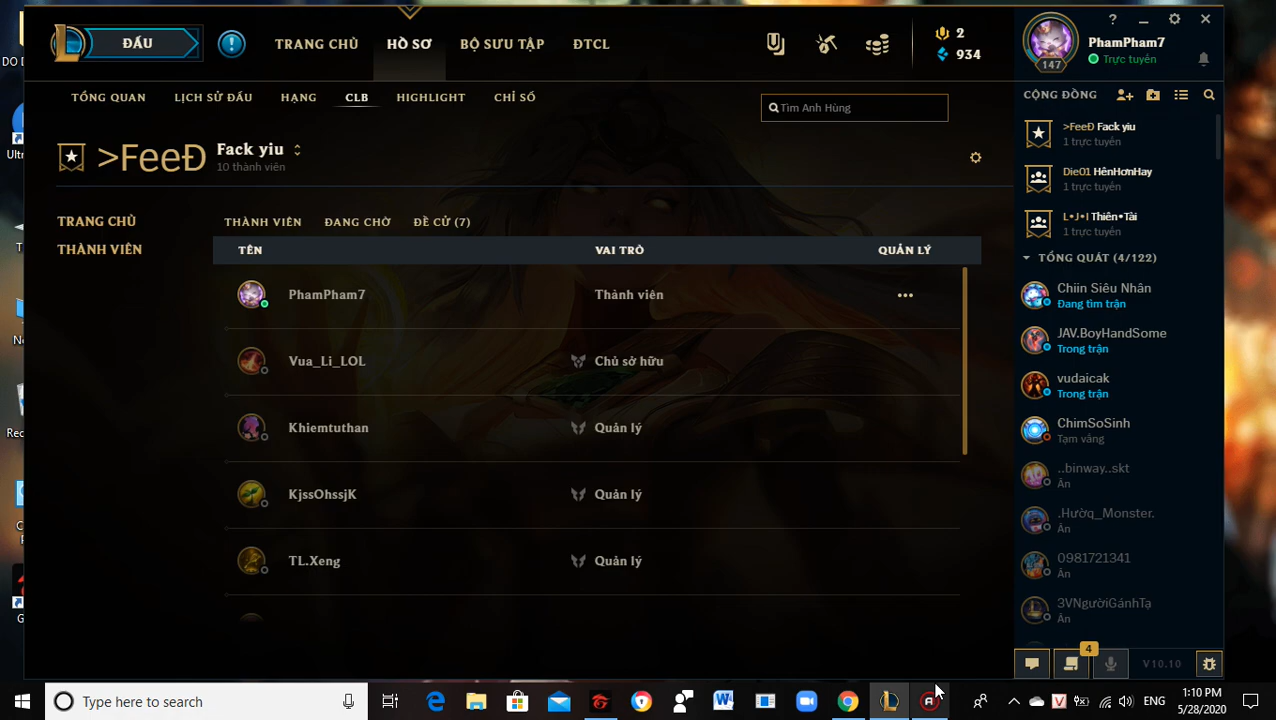 ĐẤU
TRANG CHỦ
HỒ SƠ
BỘ SƯU TẬP
ĐTCL
2
934
?
147
PhamPham7
Trực tuyến
TỔNG QUAN
LỊCH SỬ ĐẤU
HẠNG
CLB
HIGHLIGHT
CHỈ SỐ
Tìm Anh Hùng
CỘNG ĐỒNG
>FeeĐ
Fack yiu
10 thành viên
TRANG CHỦ
THÀNH VIÊN
THÀNH VIÊN
ĐANG CHỜ
ĐỀ CỬ (7)
TÊN
VAI TRÒ
QUẢN LÝ
PhamPham7
Thành viên
Vua_Li_LOL
Chủ sở hữu
Khiemtuthan
Quản lý
KjssOhssjK
Quản lý
TL.Xeng
Quản lý
>FeeĐ Fack yiu
1 trực tuyến
Die01 HênHơnHay
1 trực tuyến
L•J•I Thiên•Tài
1 trực tuyến
TỔNG QUÁT (4/122)
Chiin Siêu Nhân
Đang tìm trận
JAV.BoyHandSome
Trong trận
vudaicak
Trong trận
ChimSoSinh
Tạm vắng
..binway..skt
Ẩn
.Hườq_Monster.
Ẩn
0981721341
Ẩn
3VNgườiGánhTạ
Ẩn
4
V10.10
DO D
Ultr
T
Rec
C
G
Type here to search
ENG
1:10 PM
5/28/2020